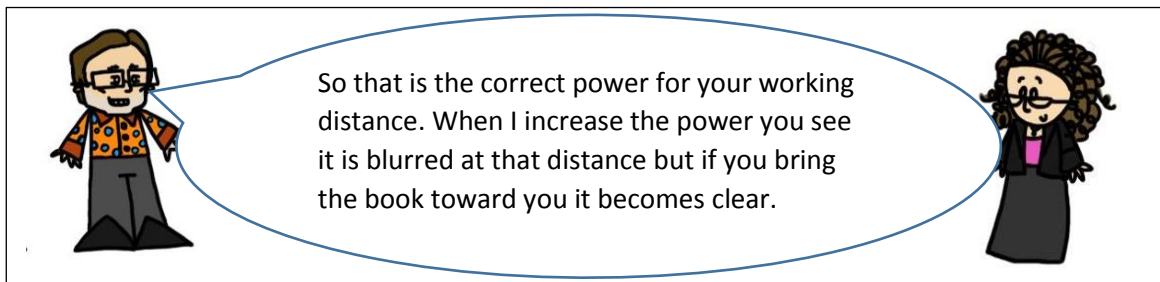 So that is the correct power for your working
distance. When I increase the power you see
it is blurred at that distance but if you bring
the book toward you it becomes clear.